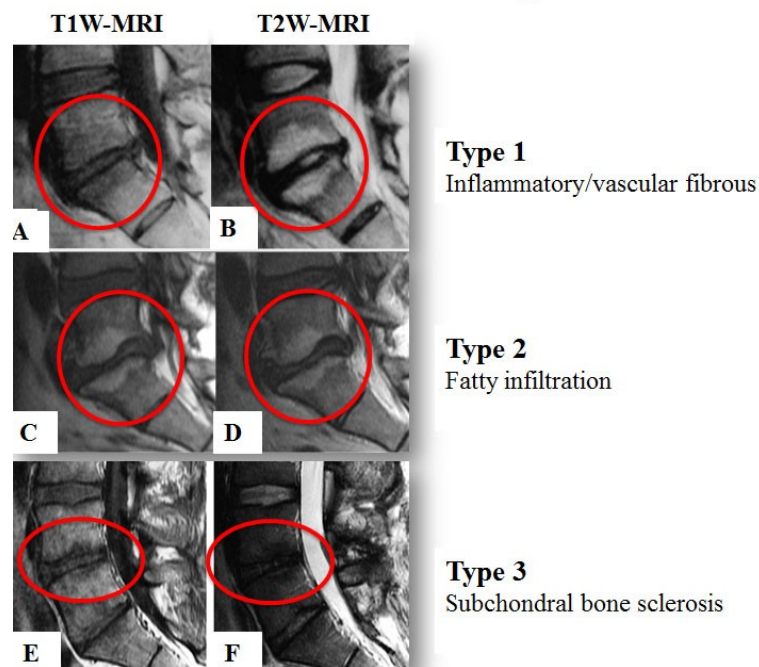 T1W-MRI T2W-MRI
A B
Type 1
Inflammatory/vascular fibrous
C D
Type 2
Fatty infiltration
E F
Type 3
Subchondral bone sclerosis